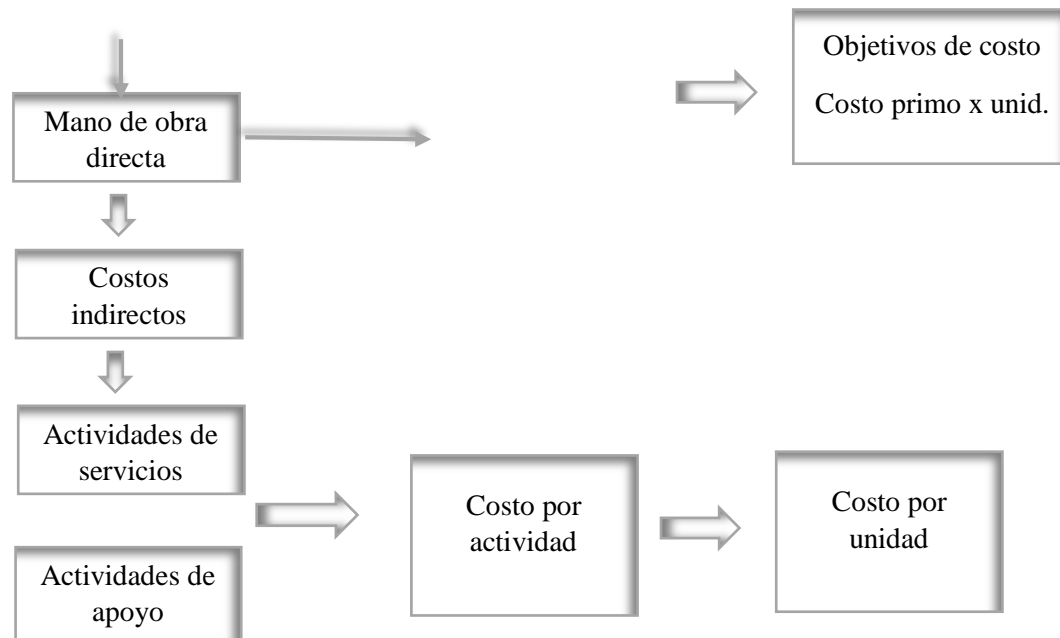 Objetivos de costo
Costo primo x unid.
Mano de obra
directa
Costos
indirectos
Actividades de
servicios
Costo por
actividad
Costo por
unidad
Actividades de
apoyo